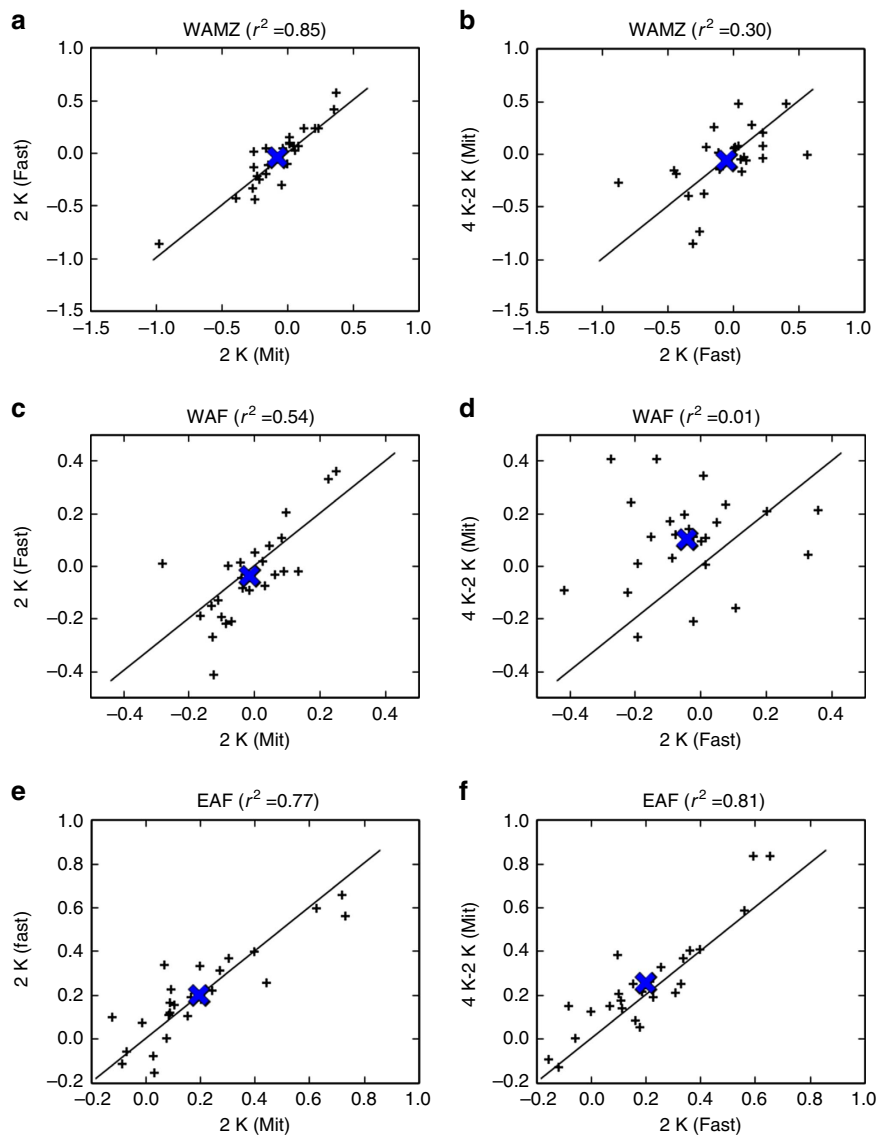 a
WAMZ (r² =0.85)
1.0
0.5
0.0
–0.5
–1.0
–1.5
2 K (Fast)
–1.5 –1.0 –0.5 0.0 0.5 1.0
2 K (Mit)
b
WAMZ (r² =0.30)
1.0
0.5
0.0
–0.5
–1.0
–1.5
4 K-2 K (Mit)
–1.5 –1.0 –0.5 0.0 0.5 1.0
2 K (Fast)
c
WAF (r² =0.54)
0.4
0.2
0.0
–0.2
–0.4
2 K (Fast)
–0.4 –0.2 0.0 0.2 0.4
2 K (Mit)
d
WAF (r² =0.01)
0.4
0.2
0.0
–0.2
–0.4
4 K-2 K (Mit)
–0.4 –0.2 0.0 0.2 0.4
2 K (Fast)
e
EAF (r² =0.77)
1.0
0.8
0.6
0.4
0.2
0.0
–0.2
2 K (fast)
–0.2 0.0 0.2 0.4 0.6 0.8 1.0
2 K (Mit)
f
EAF (r² =0.81)
1.0
0.8
0.6
0.4
0.2
0.0
–0.2
4 K-2 K (Mit)
–0.2 0.0 0.2 0.4 0.6 0.8 1.0
2 K (Fast)